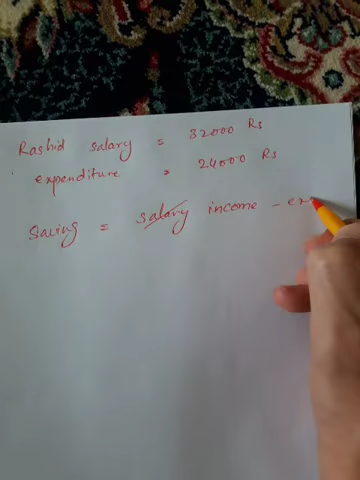 Rashid salary = 32000 Rs
expenditure = 24000 Rs
Saving = salary income - ex